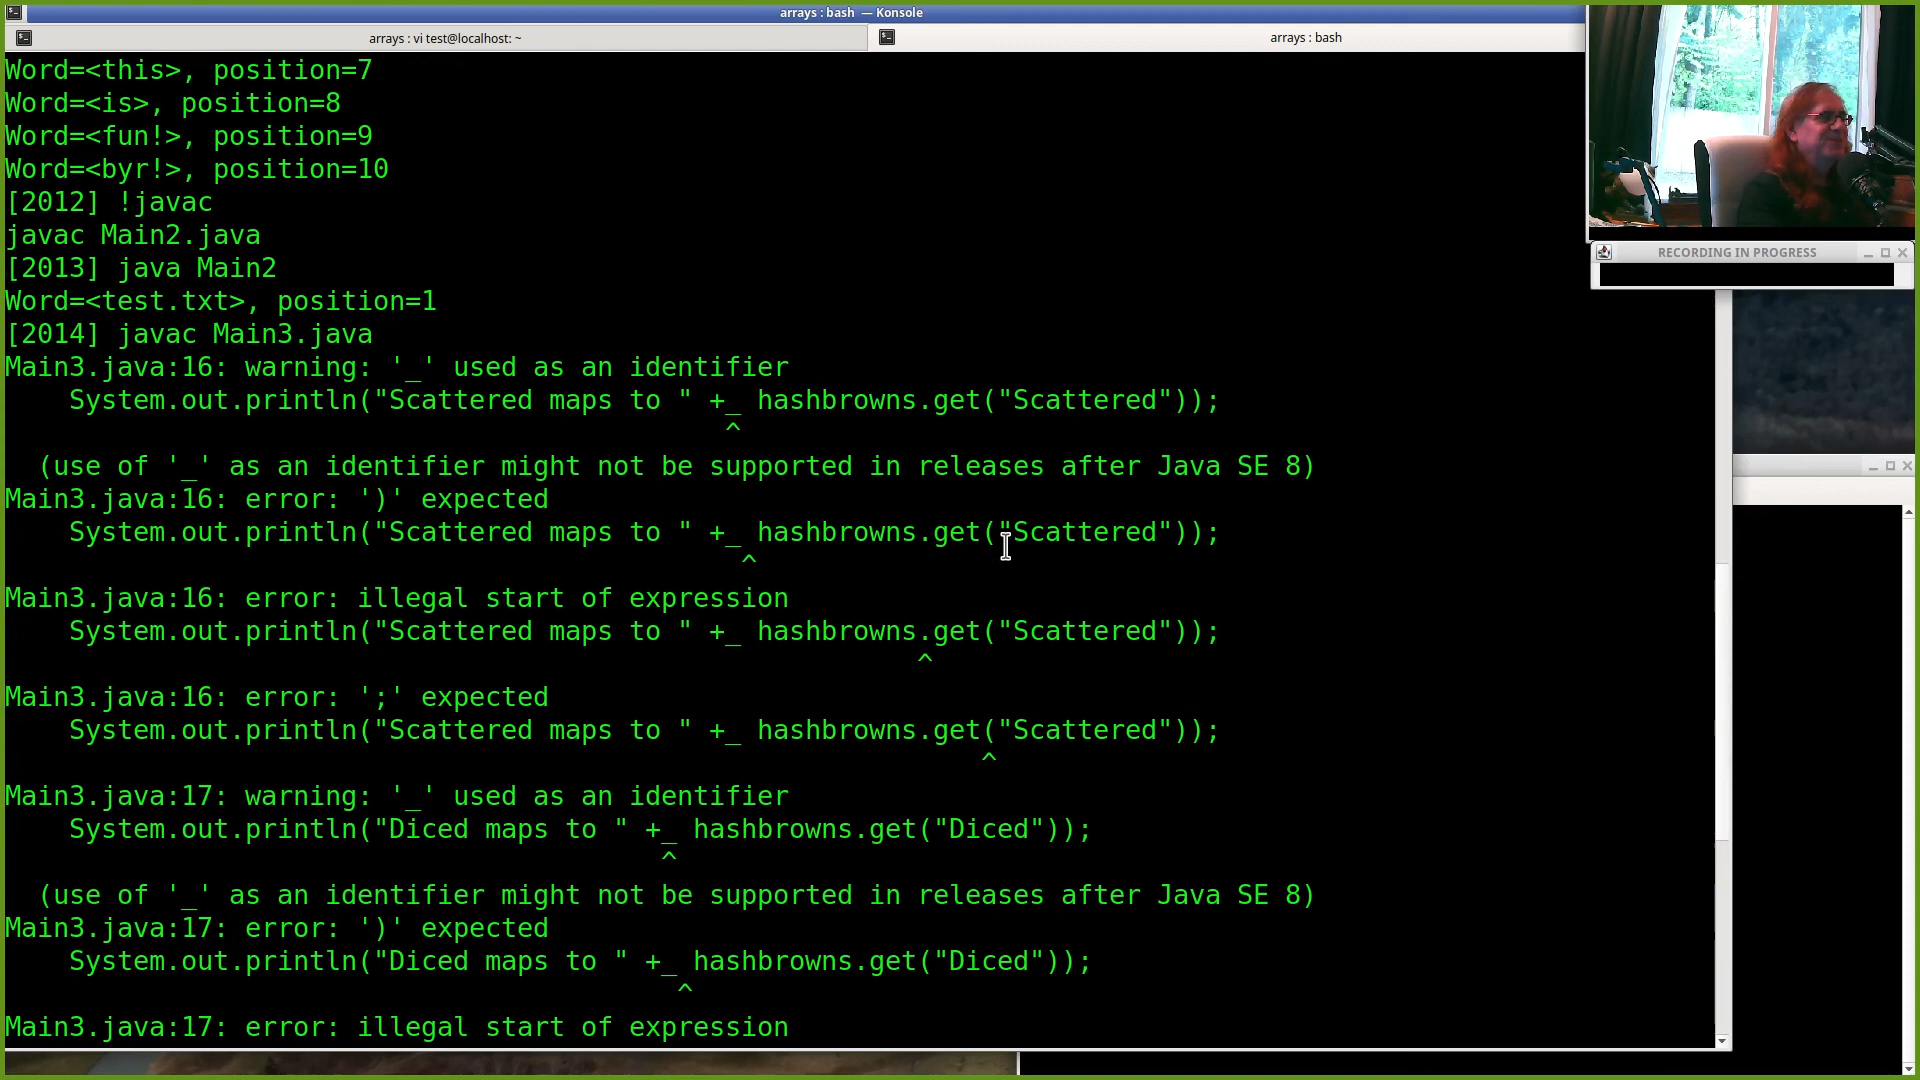 arrays : bash — Konsole
arrays : vi test@localhost: ~
arrays : bash
Word=<this>, position=7
Word=<is>, position=8
Word=<fun!>, position=9
Word=<byr!>, position=10
[2012] !javac
javac Main2.java
[2013] java Main2
Word=<test.txt>, position=1
[2014] javac Main3.java
Main3.java:16: warning: '_' used as an identifier
    System.out.println("Scattered maps to " +_ hashbrowns.get("Scattered"));
                                             ^
  (use of '_' as an identifier might not be supported in releases after Java SE 8)
Main3.java:16: error: ')' expected
    System.out.println("Scattered maps to " +_ hashbrowns.get("Scattered"));
                                              ^
Main3.java:16: error: illegal start of expression
    System.out.println("Scattered maps to " +_ hashbrowns.get("Scattered"));
                                                         ^
Main3.java:16: error: ';' expected
    System.out.println("Scattered maps to " +_ hashbrowns.get("Scattered"));
                                                             ^
Main3.java:17: warning: '_' used as an identifier
    System.out.println("Diced maps to " +_ hashbrowns.get("Diced"));
                                         ^
  (use of '_' as an identifier might not be supported in releases after Java SE 8)
Main3.java:17: error: ')' expected
    System.out.println("Diced maps to " +_ hashbrowns.get("Diced"));
                                          ^
Main3.java:17: error: illegal start of expression
RECORDING IN PROGRESS